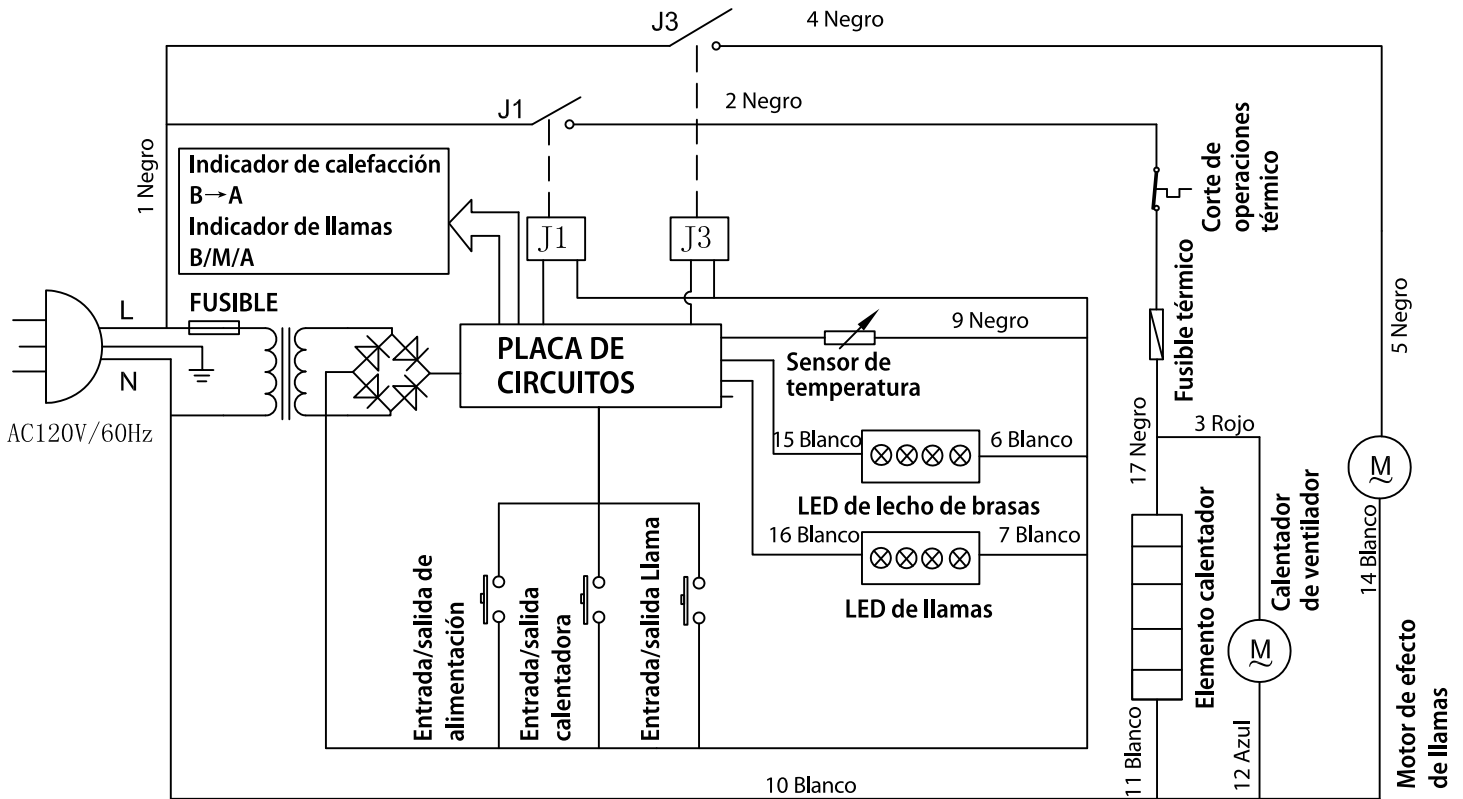 J3
4 Negro
J1
2 Negro
1 Negro
Indicador de calefacción
B→A
Indicador de llamas
B/M/A
J1
J3
Corte de
operaciones
térmico
L
FUSIBLE
N
AC120V/60Hz
PLACA DE
CIRCUITOS
9 Negro
Sensor de
temperatura
Fusible térmico
5 Negro
15 Blanco
6 Blanco
LED de lecho de brasas
16 Blanco
7 Blanco
LED de llamas
17 Negro
3 Rojo
M
~
Entrada/salida de
alimentación
Entrada/salida
calentadora
Entrada/salida Llama
Elemento calentador
Calentador
de ventilador
M
~
14 Blanco
Motor de efecto
de llamas
11 Blanco
12 Azul
10 Blanco